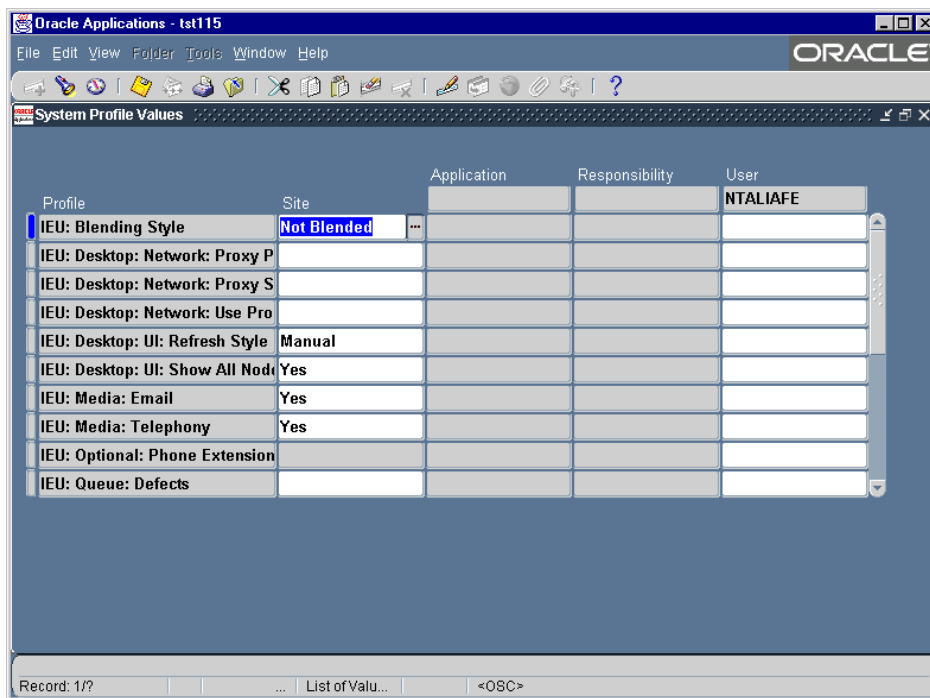 Oracle Applications - tst115
File Edit View Folder Tools Window Help
ORACLE
System Profile Values
Application Responsibility User
Profile Site NTALIAFE
IEU: Blending Style Not Blended ...
IEU: Desktop: Network: Proxy P
IEU: Desktop: Network: Proxy S
IEU: Desktop: Network: Use Pro
IEU: Desktop: UI: Refresh Style Manual
IEU: Desktop: UI: Show All Node Yes
IEU: Media: Email Yes
IEU: Media: Telephony Yes
IEU: Optional: Phone Extension
IEU: Queue: Defects
Record: 1/? ... List of Valu... <OSC>